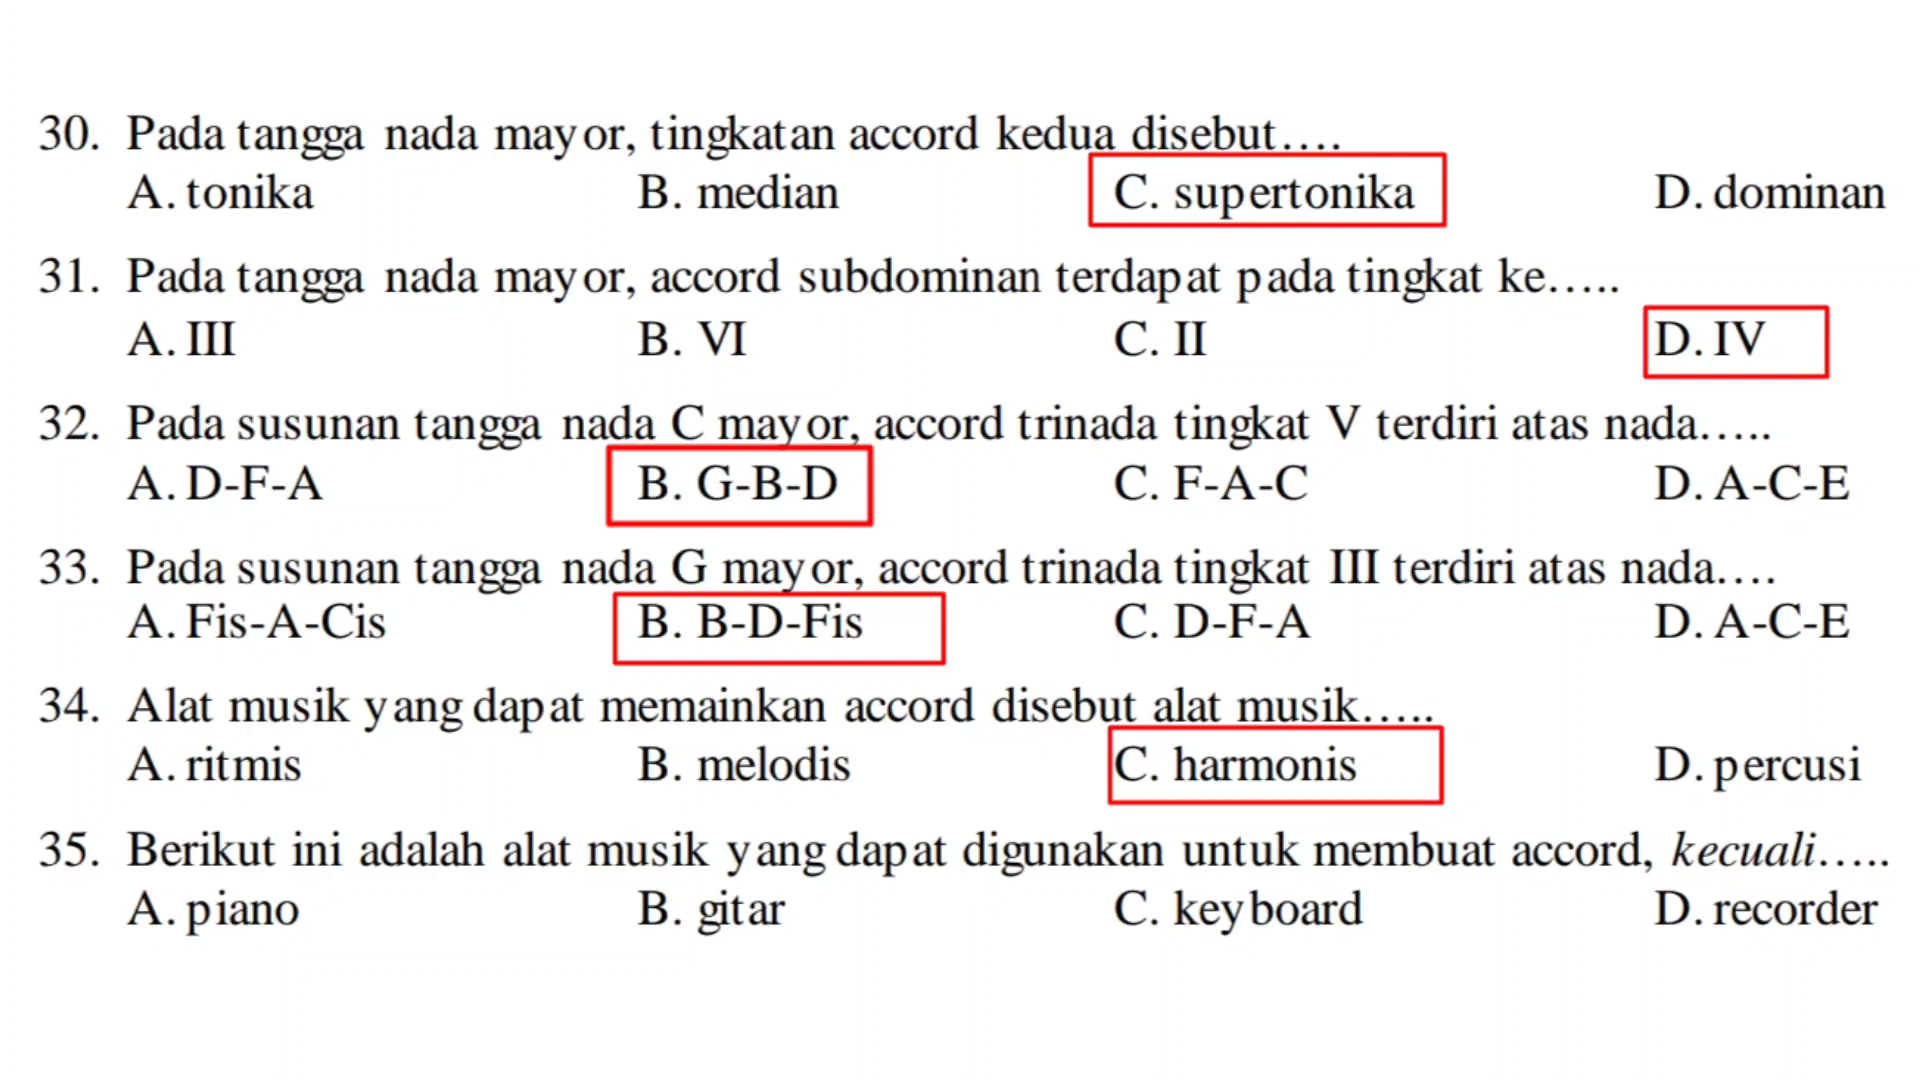 30. Pada tangga nada mayor, tingkatan accord kedua disebut….
A. tonika B. median C. supertonika D. dominan
31. Pada tangga nada mayor, accord subdominan terdapat pada tingkat ke…..
A. III B. VI C. II D. IV
32. Pada susunan tangga nada C mayor, accord trinada tingkat V terdiri atas nada…..
A. D-F-A B. G-B-D C. F-A-C D. A-C-E
33. Pada susunan tangga nada G mayor, accord trinada tingkat III terdiri atas nada….
A. Fis-A-Cis B. B-D-Fis C. D-F-A D. A-C-E
34. Alat musik yang dapat memainkan accord disebut alat musik…..
A. ritmis B. melodis C. harmonis D. percusi
35. Berikut ini adalah alat musik yang dapat digunakan untuk membuat accord, kecuali…..
A. piano B. gitar C. keyboard D. recorder